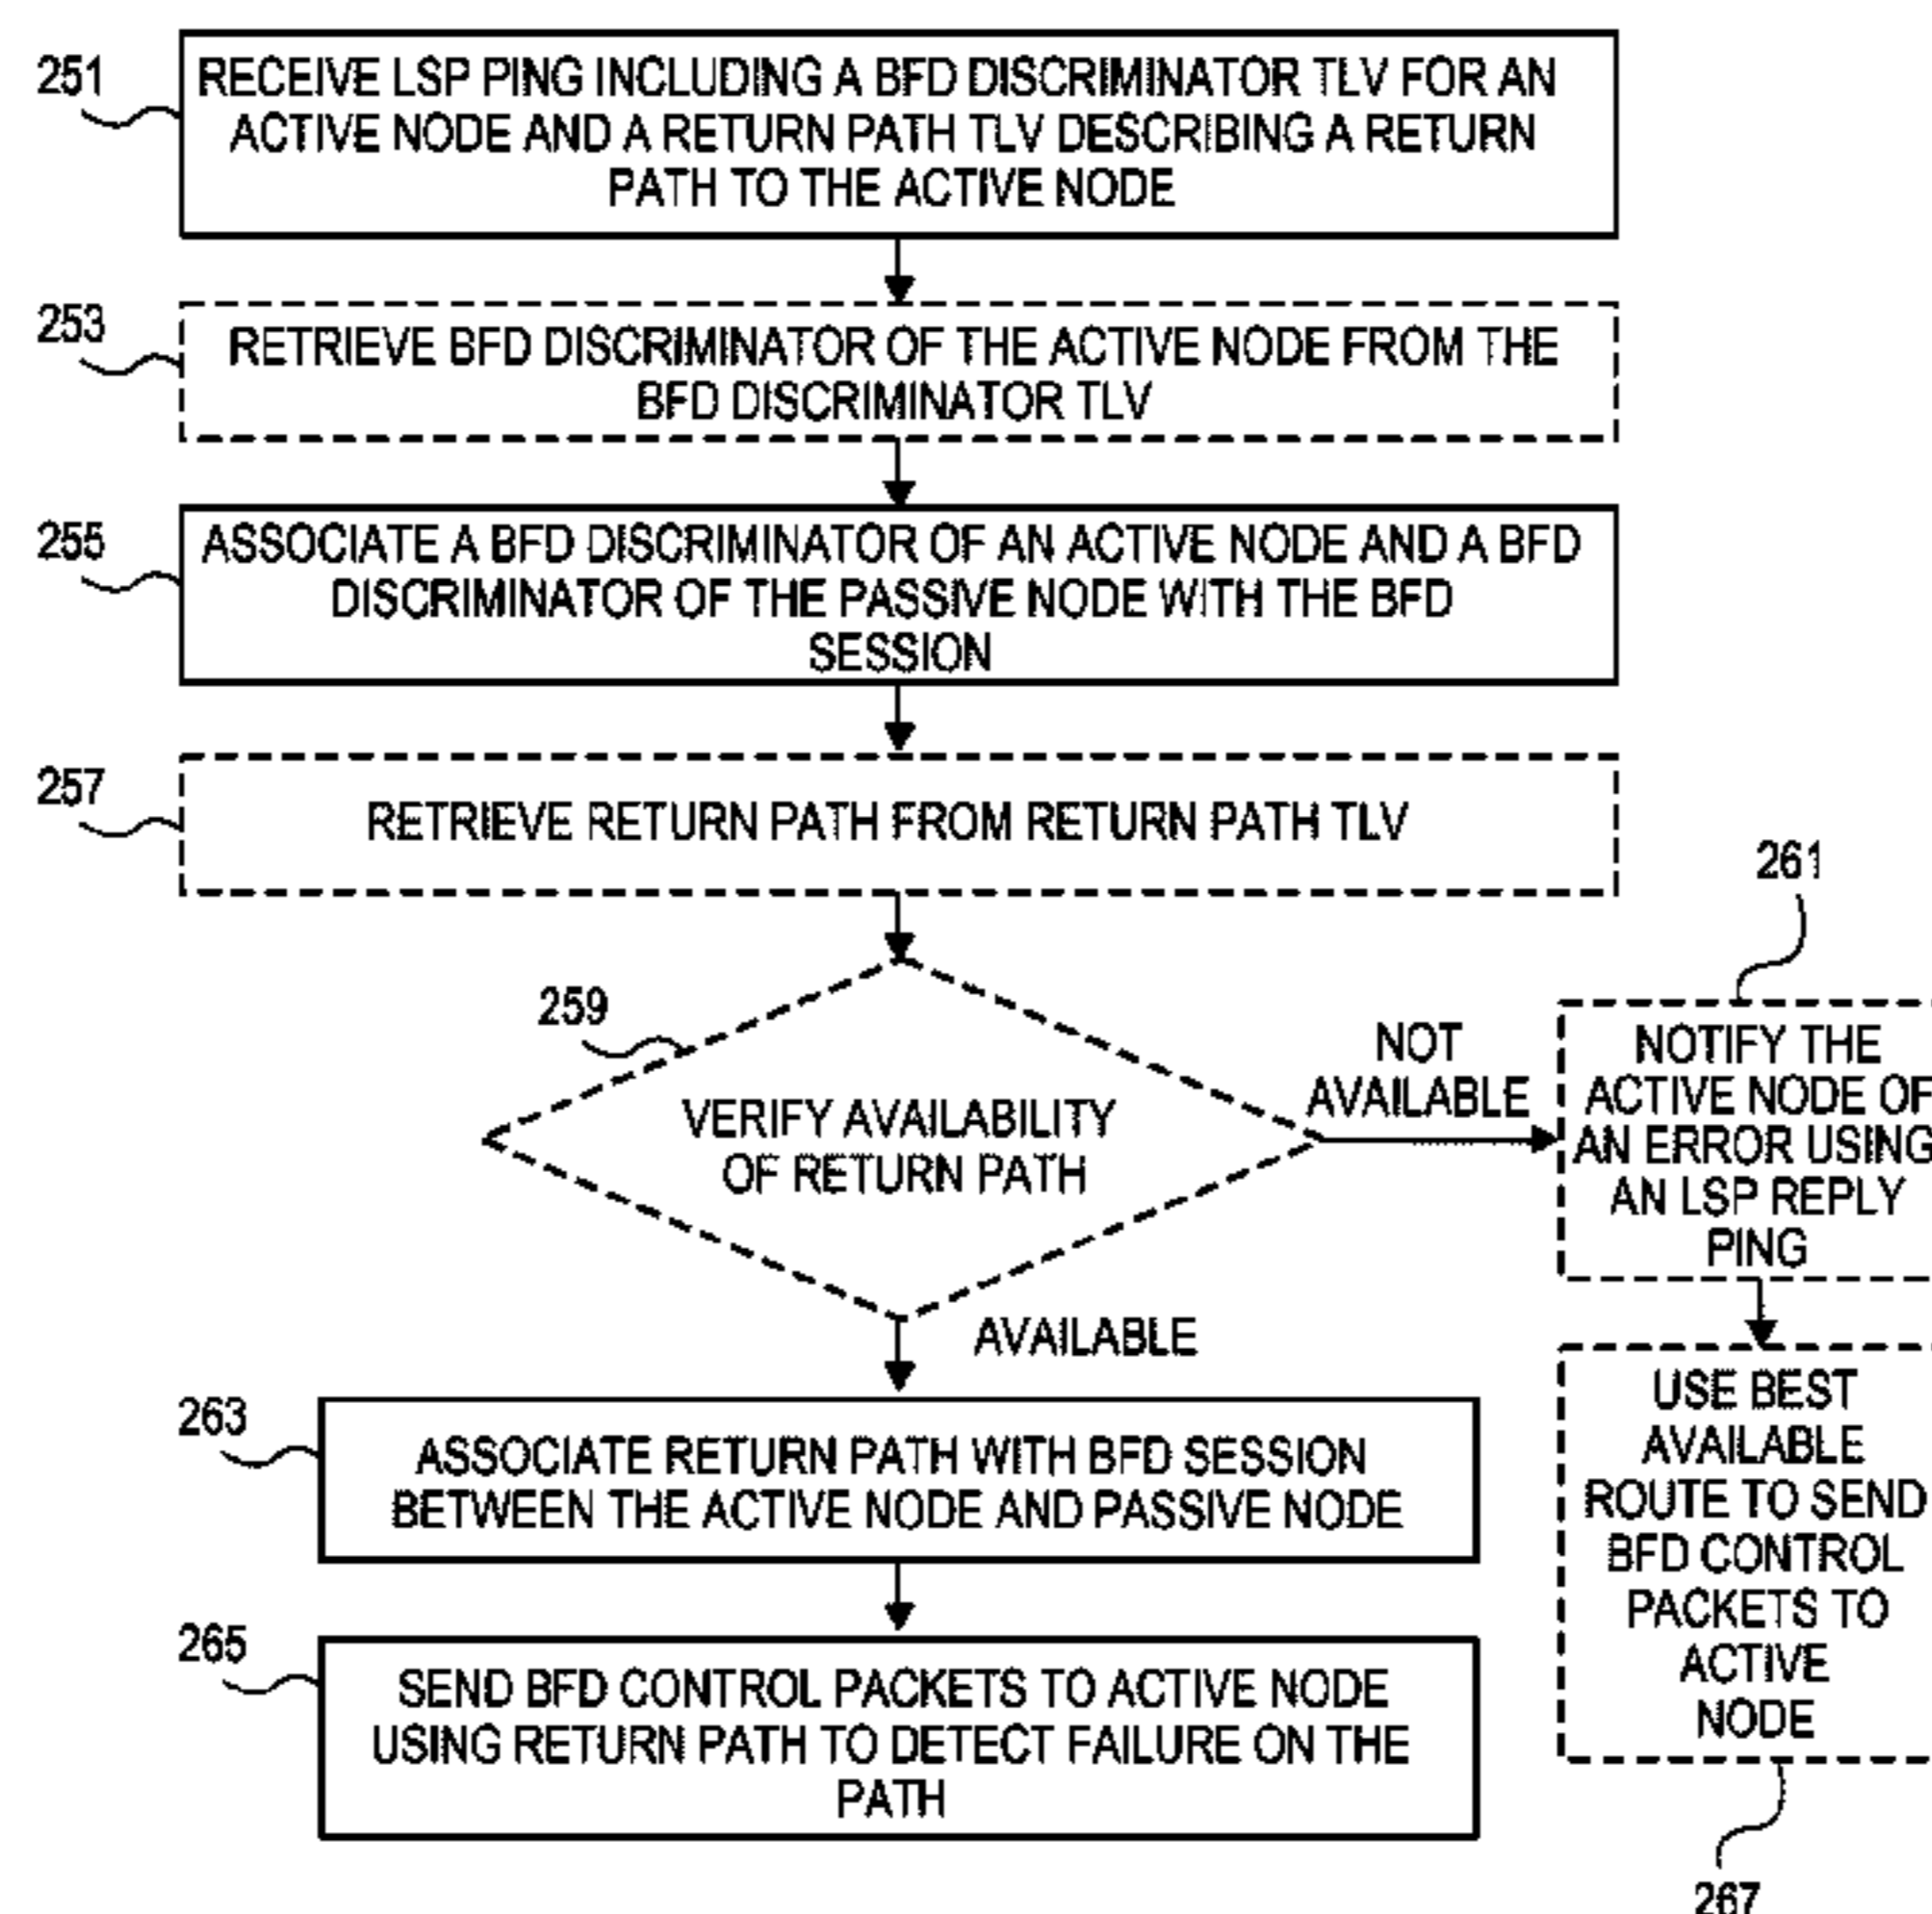 251
RECEIVE LSP PING INCLUDING A BFD DISCRIMINATOR TLV FOR AN
ACTIVE NODE AND A RETURN PATH TLV DESCRIBING A RETURN
PATH TO THE ACTIVE NODE
253
RETRIEVE BFD DISCRIMINATOR OF THE ACTIVE NODE FROM THE
BFD DISCRIMINATOR TLV
255
ASSOCIATE A BFD DISCRIMINATOR OF AN ACTIVE NODE AND A BFD
DISCRIMINATOR OF THE PASSIVE NODE WITH THE BFD
SESSION
257
RETRIEVE RETURN PATH FROM RETURN PATH TLV
259
VERIFY AVAILABILITY
OF RETURN PATH
NOT
AVAILABLE
261
NOTIFY THE
ACTIVE NODE OF
AN ERROR USING
AN LSP REPLY
PING
AVAILABLE
263
ASSOCIATE RETURN PATH WITH BFD SESSION
BETWEEN THE ACTIVE NODE AND PASSIVE NODE
265
SEND BFD CONTROL PACKETS TO ACTIVE NODE
USING RETURN PATH TO DETECT FAILURE ON THE
PATH
USE BEST
AVAILABLE
ROUTE TO SEND
BFD CONTROL
PACKETS TO
ACTIVE
NODE
267